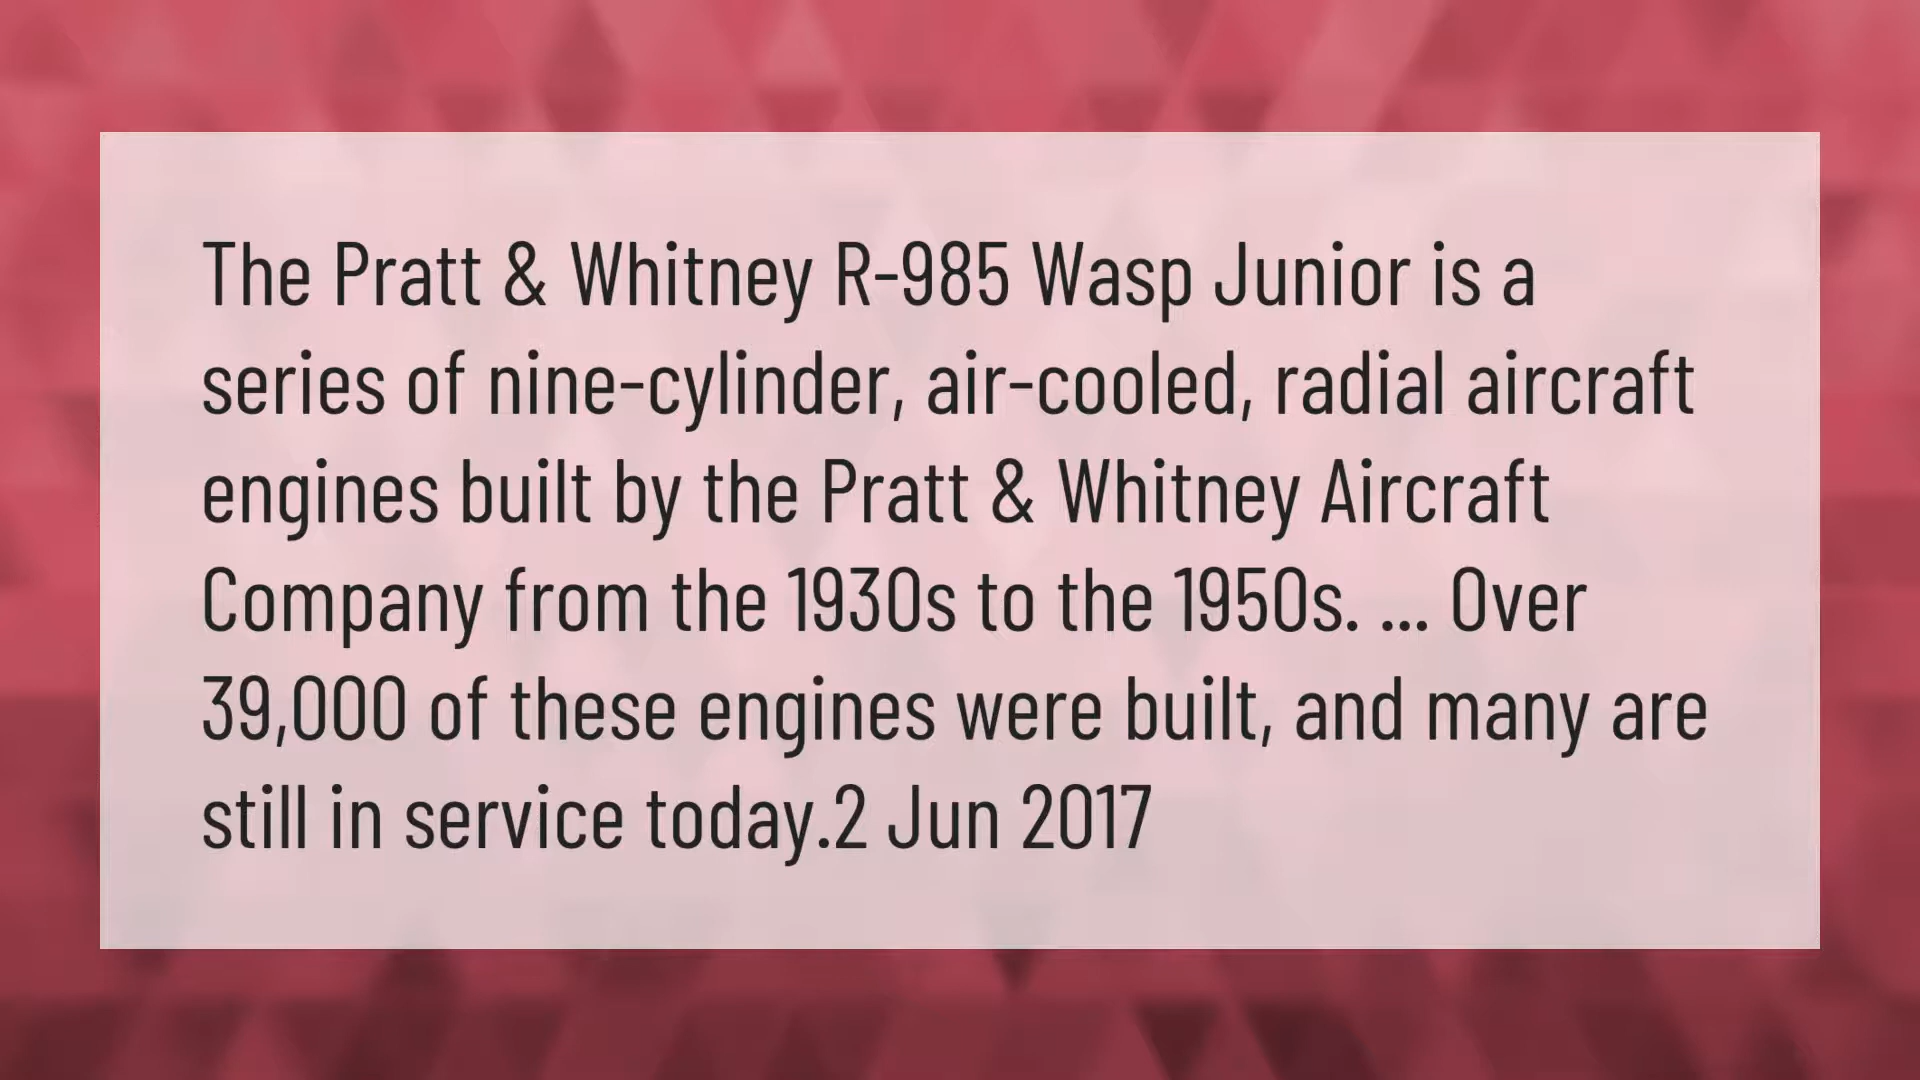 The Pratt & Whitney R-985 Wasp Junior is a
series of nine-cylinder, air-cooled, radial aircraft
engines built by the Pratt & Whitney Aircraft
Company from the 1930s to the 1950s. ... Over
39,000 of these engines were built, and many are
still in service today.2 Jun 2017